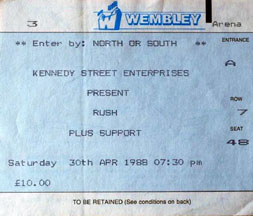 3 WEMBLEY Arena
** Enter by: NORTH OR SOUTH **
ENTRANCE
A
KENNEDY STREET ENTERPRISES
PRESENT
RUSH
ROW
7
PLUS SUPPORT
SEAT
48
Saturday 30th APR 1988 07:30 pm
£10.00
TO BE RETAINED (See conditions on back)